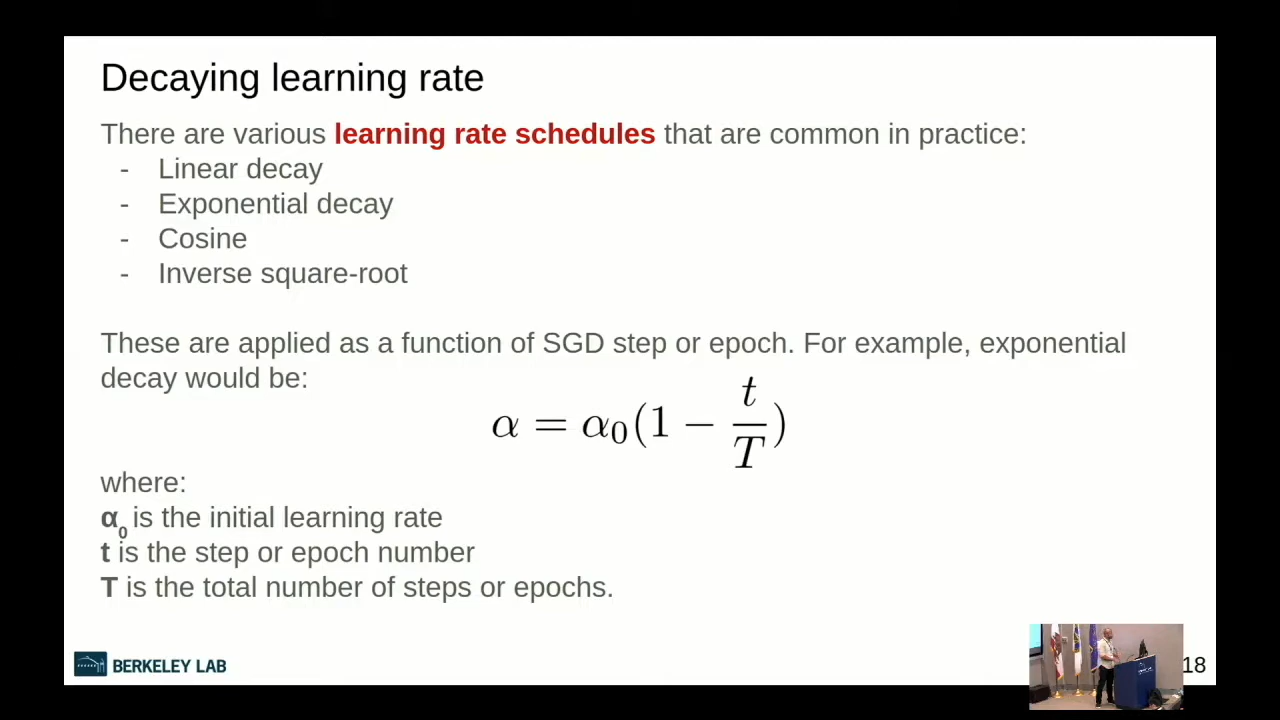 Decaying learning rate
There are various learning rate schedules that are common in practice:
- Linear decay
- Exponential decay
- Cosine
- Inverse square-root
These are applied as a function of SGD step or epoch. For example, exponential
decay would be:
α = α₀(1 − t/T)
where:
α₀ is the initial learning rate
t is the step or epoch number
T is the total number of steps or epochs.
BERKELEY LAB
18